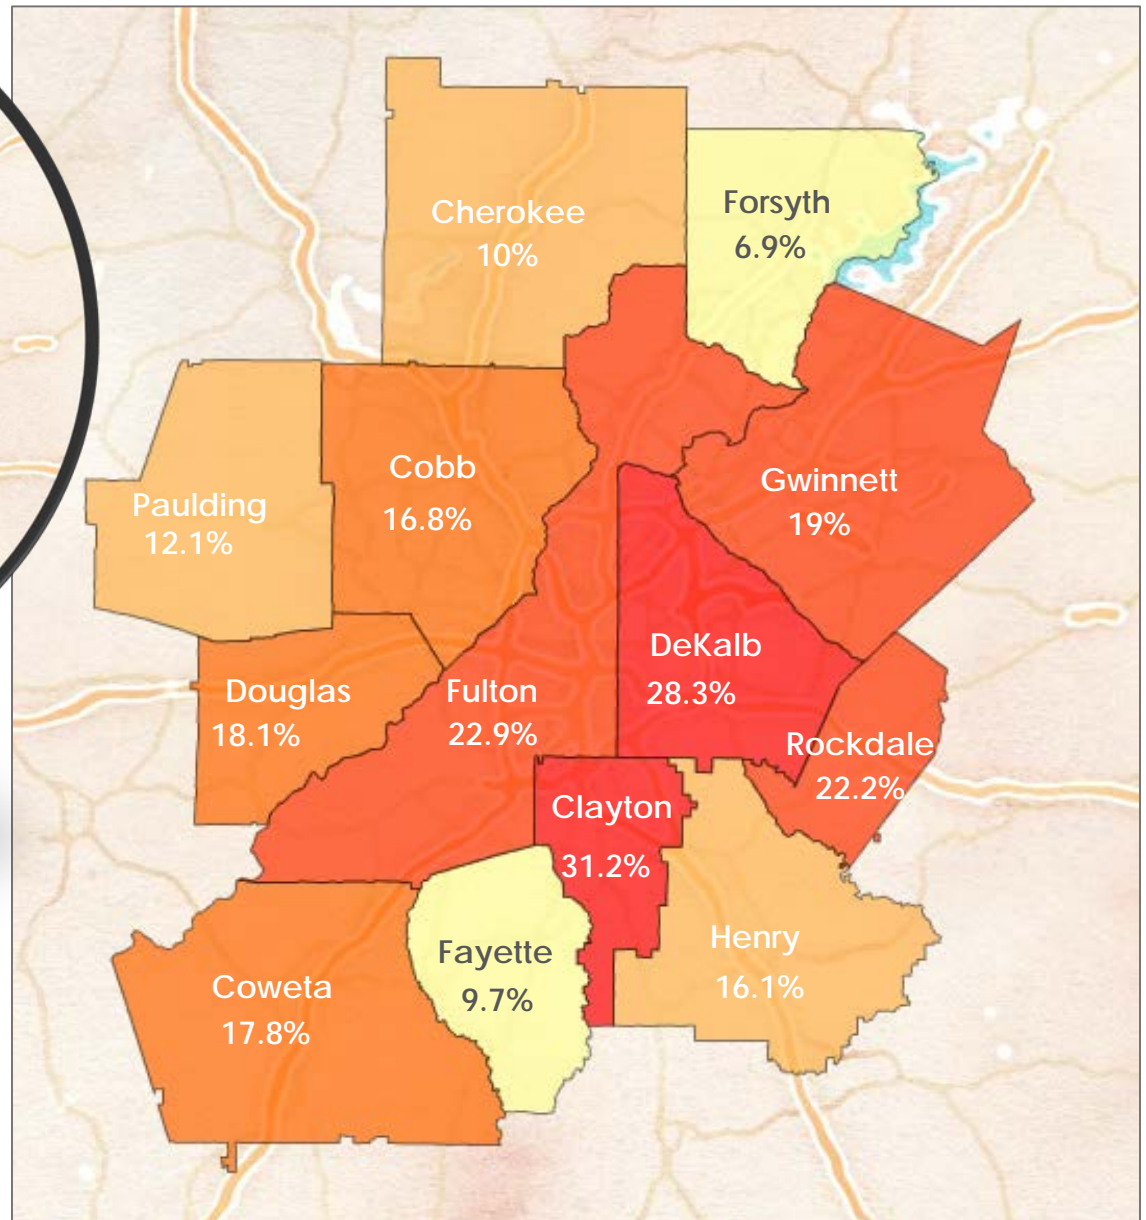 Cherokee
10%
Forsyth
6.9%
Cobb
16.8%
Paulding
12.1%
Gwinnett
19%
DeKalb
28.3%
Douglas
18.1%
Fulton
22.9%
Rockdale
22.2%
Clayton
31.2%
Henry
16.1%
Fayette
9.7%
Coweta
17.8%